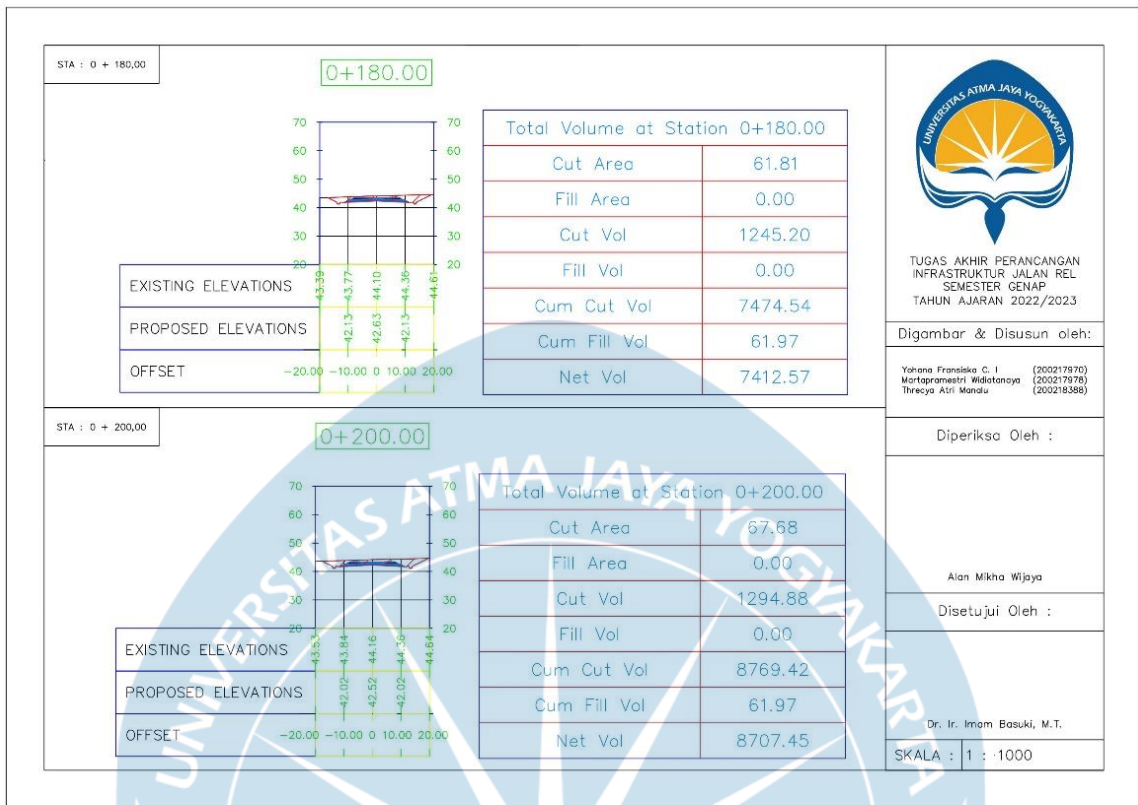 STA : 0 + 180,00
0+180.00
70 70
60 60
50 50
40 40
30 30
20 20
EXISTING ELEVATIONS 43.39 43.77 44.10 44.36 44.61
PROPOSED ELEVATIONS 42.13 42.63 42.13
OFFSET -20.00 -10.00 0 10.00 20.00
Total Volume at Station 0+180.00
Cut Area 61.81
Fill Area 0.00
Cut Vol 1245.20
Fill Vol 0.00
Cum Cut Vol 7474.54
Cum Fill Vol 61.97
Net Vol 7412.57
STA : 0 + 200,00
0+200.00
70 70
60 60
50 50
40 40
30 30
20 20
EXISTING ELEVATIONS 43.53 43.84 44.16 44.36 44.64
PROPOSED ELEVATIONS 42.02 42.52 42.02
OFFSET -20.00 -10.00 0 10.00 20.00
Total Volume at Station 0+200.00
Cut Area 67.68
Fill Area 0.00
Cut Vol 1294.88
Fill Vol 0.00
Cum Cut Vol 8769.42
Cum Fill Vol 61.97
Net Vol 8707.45
UNIVERSITAS ATMA JAYA YOGYAKARTA
TUGAS AKHIR PERANCANGAN
INFRASTRUKTUR JALAN REL
SEMESTER GENAP
TAHUN AJARAN 2022/2023
Digambar & Disusun oleh:
Yohana Fransiska C. I (200217970)
Martapramestri Widiatanaya (200217978)
Threcya Atri Manalu (200218388)
Diperiksa Oleh :
Alan Mikha Wijaya
Disetujui Oleh :
Dr. Ir. Imam Basuki, M.T.
SKALA : 1 : 1000
UNIVERSITAS ATMA JAYA YOGYAKARTA